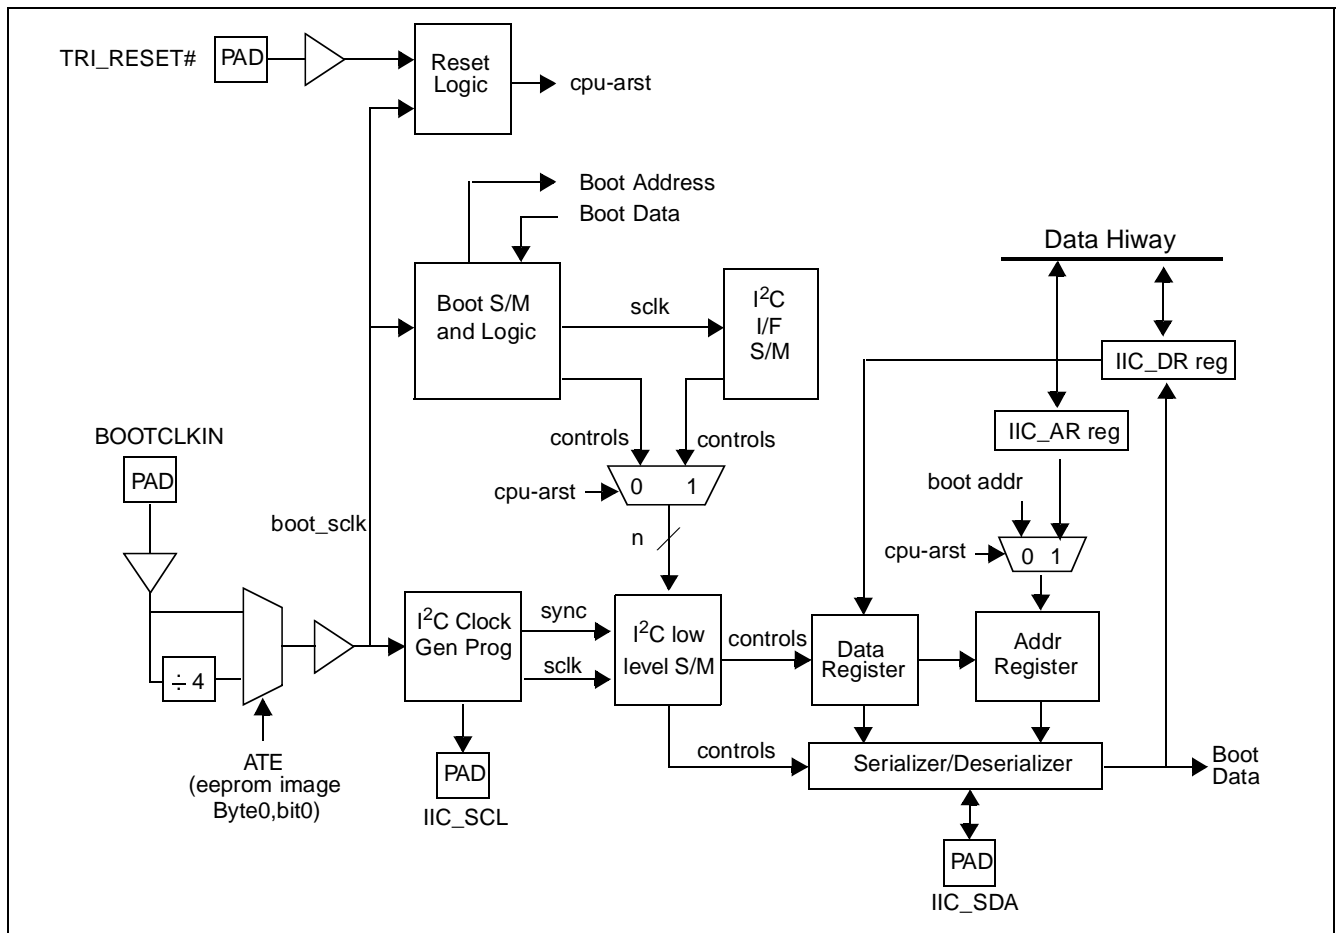 TRI_RESET#
PAD
Reset
Logic
cpu-arst
Boot Address
Boot Data
Data Hiway
Boot S/M
and Logic
sclk
I²C
I/F
S/M
IIC_DR reg
IIC_AR reg
BOOTCLKIN
PAD
controls
controls
cpu-arst
0 1
boot addr
boot_sclk
n
cpu-arst
0 1
I²C Clock
Gen Prog
sync
sclk
I²C low
level S/M
controls
Data
Register
Addr
Register
÷ 4
ATE
(eeprom image
Byte0,bit0)
PAD
IIC_SCL
controls
Serializer/Deserializer
Boot
Data
PAD
IIC_SDA